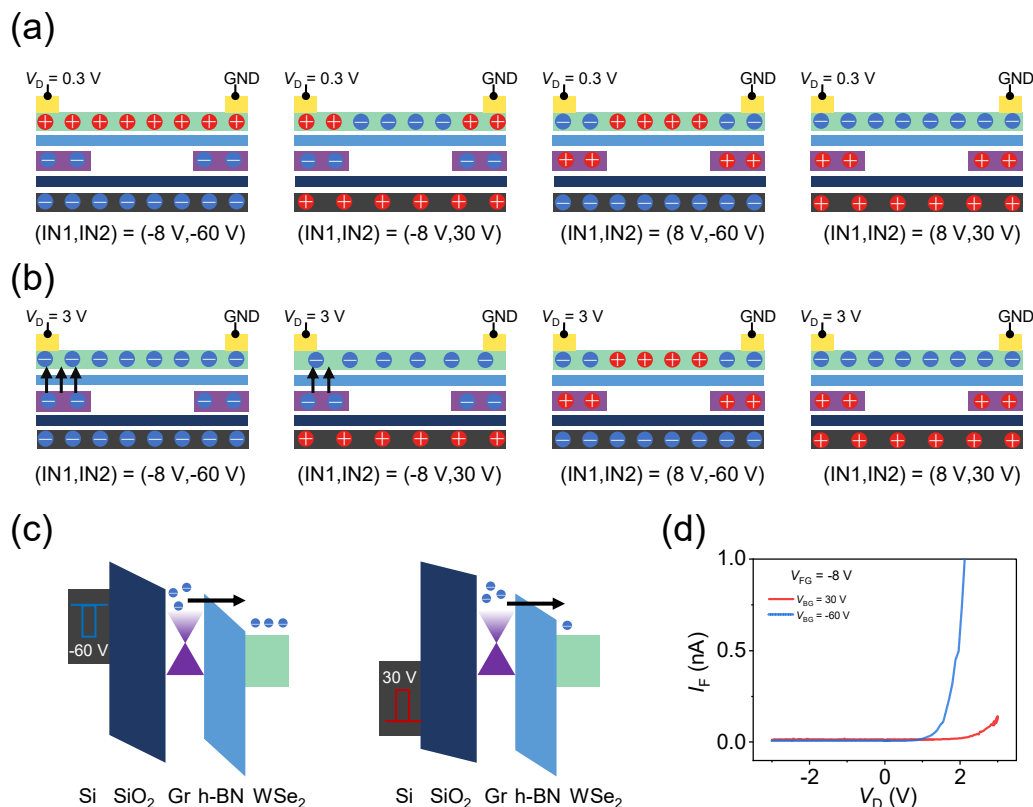 (a)
V_D = 0.3 V GND V_D = 0.3 V GND V_D = 0.3 V GND V_D = 0.3 V GND
(IN1,IN2) = (-8 V,-60 V) (IN1,IN2) = (-8 V,30 V) (IN1,IN2) = (8 V,-60 V) (IN1,IN2) = (8 V,30 V)
(b)
V_D = 3 V GND V_D = 3 V GND V_D = 3 V GND V_D = 3 V GND
(IN1,IN2) = (-8 V,-60 V) (IN1,IN2) = (-8 V,30 V) (IN1,IN2) = (8 V,-60 V) (IN1,IN2) = (8 V,30 V)
(c)
-60 V
Si SiO₂ Gr h-BN WSe₂
30 V
Si SiO₂ Gr h-BN WSe₂
(d)
V_FG = -8 V
V_BG = 30 V
V_BG = -60 V
I_F (nA)
1.0
0.5
0.0
-2 0 2
V_D (V)